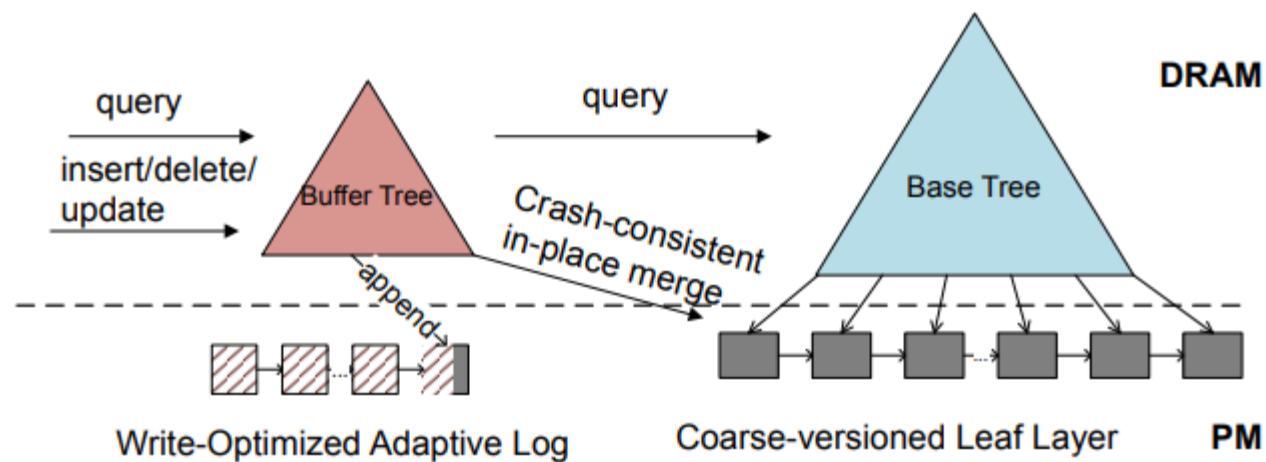 DRAM
query
query
insert/delete/
update
Buffer Tree
Base Tree
Crash-consistent
in-place merge
append
...
...
Write-Optimized Adaptive Log
Coarse-versioned Leaf Layer
PM